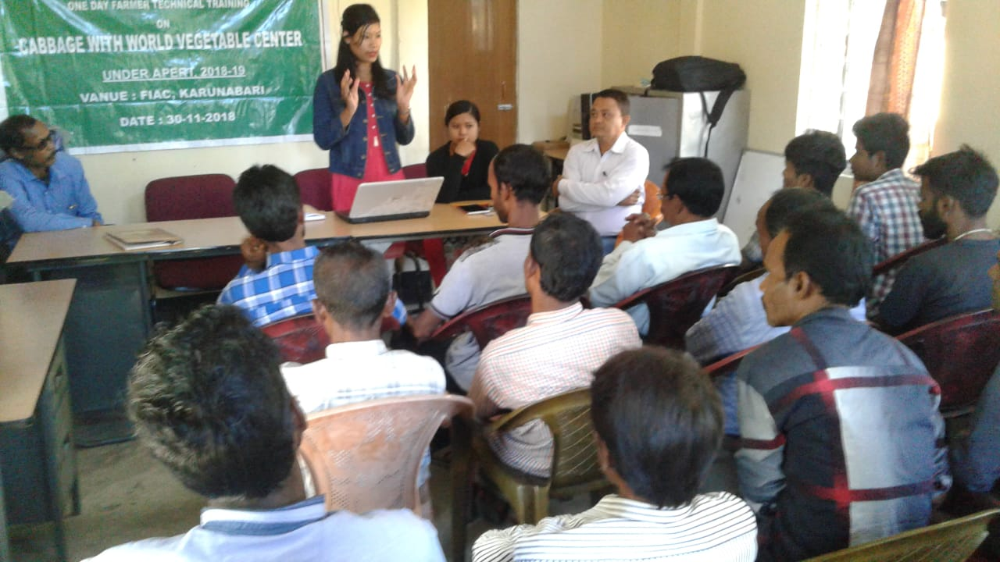 ONE DAY FARMER TECHNICAL TRAINING
ON
CABBAGE WITH WORLD VEGETABLE CENTER
UNDER APERT, 2018-19
VANUE : FIAC, KARUNABARI
DATE : 30-11-2018